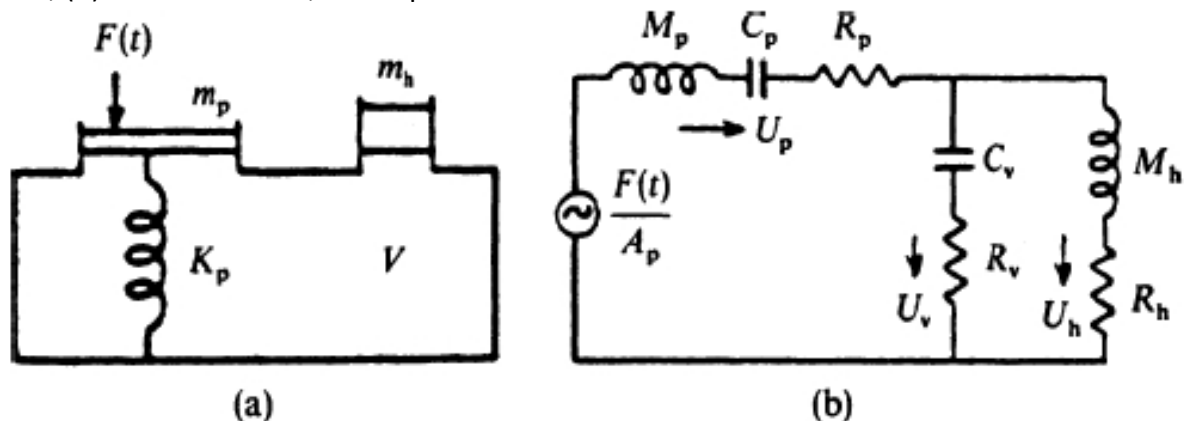 F(t)
m_p
m_h
K_p
V
(a)
M_p C_p R_p
U_p
F(t)
A_p
C_v
M_h
R_v
U_v
U_h
R_h
(b)